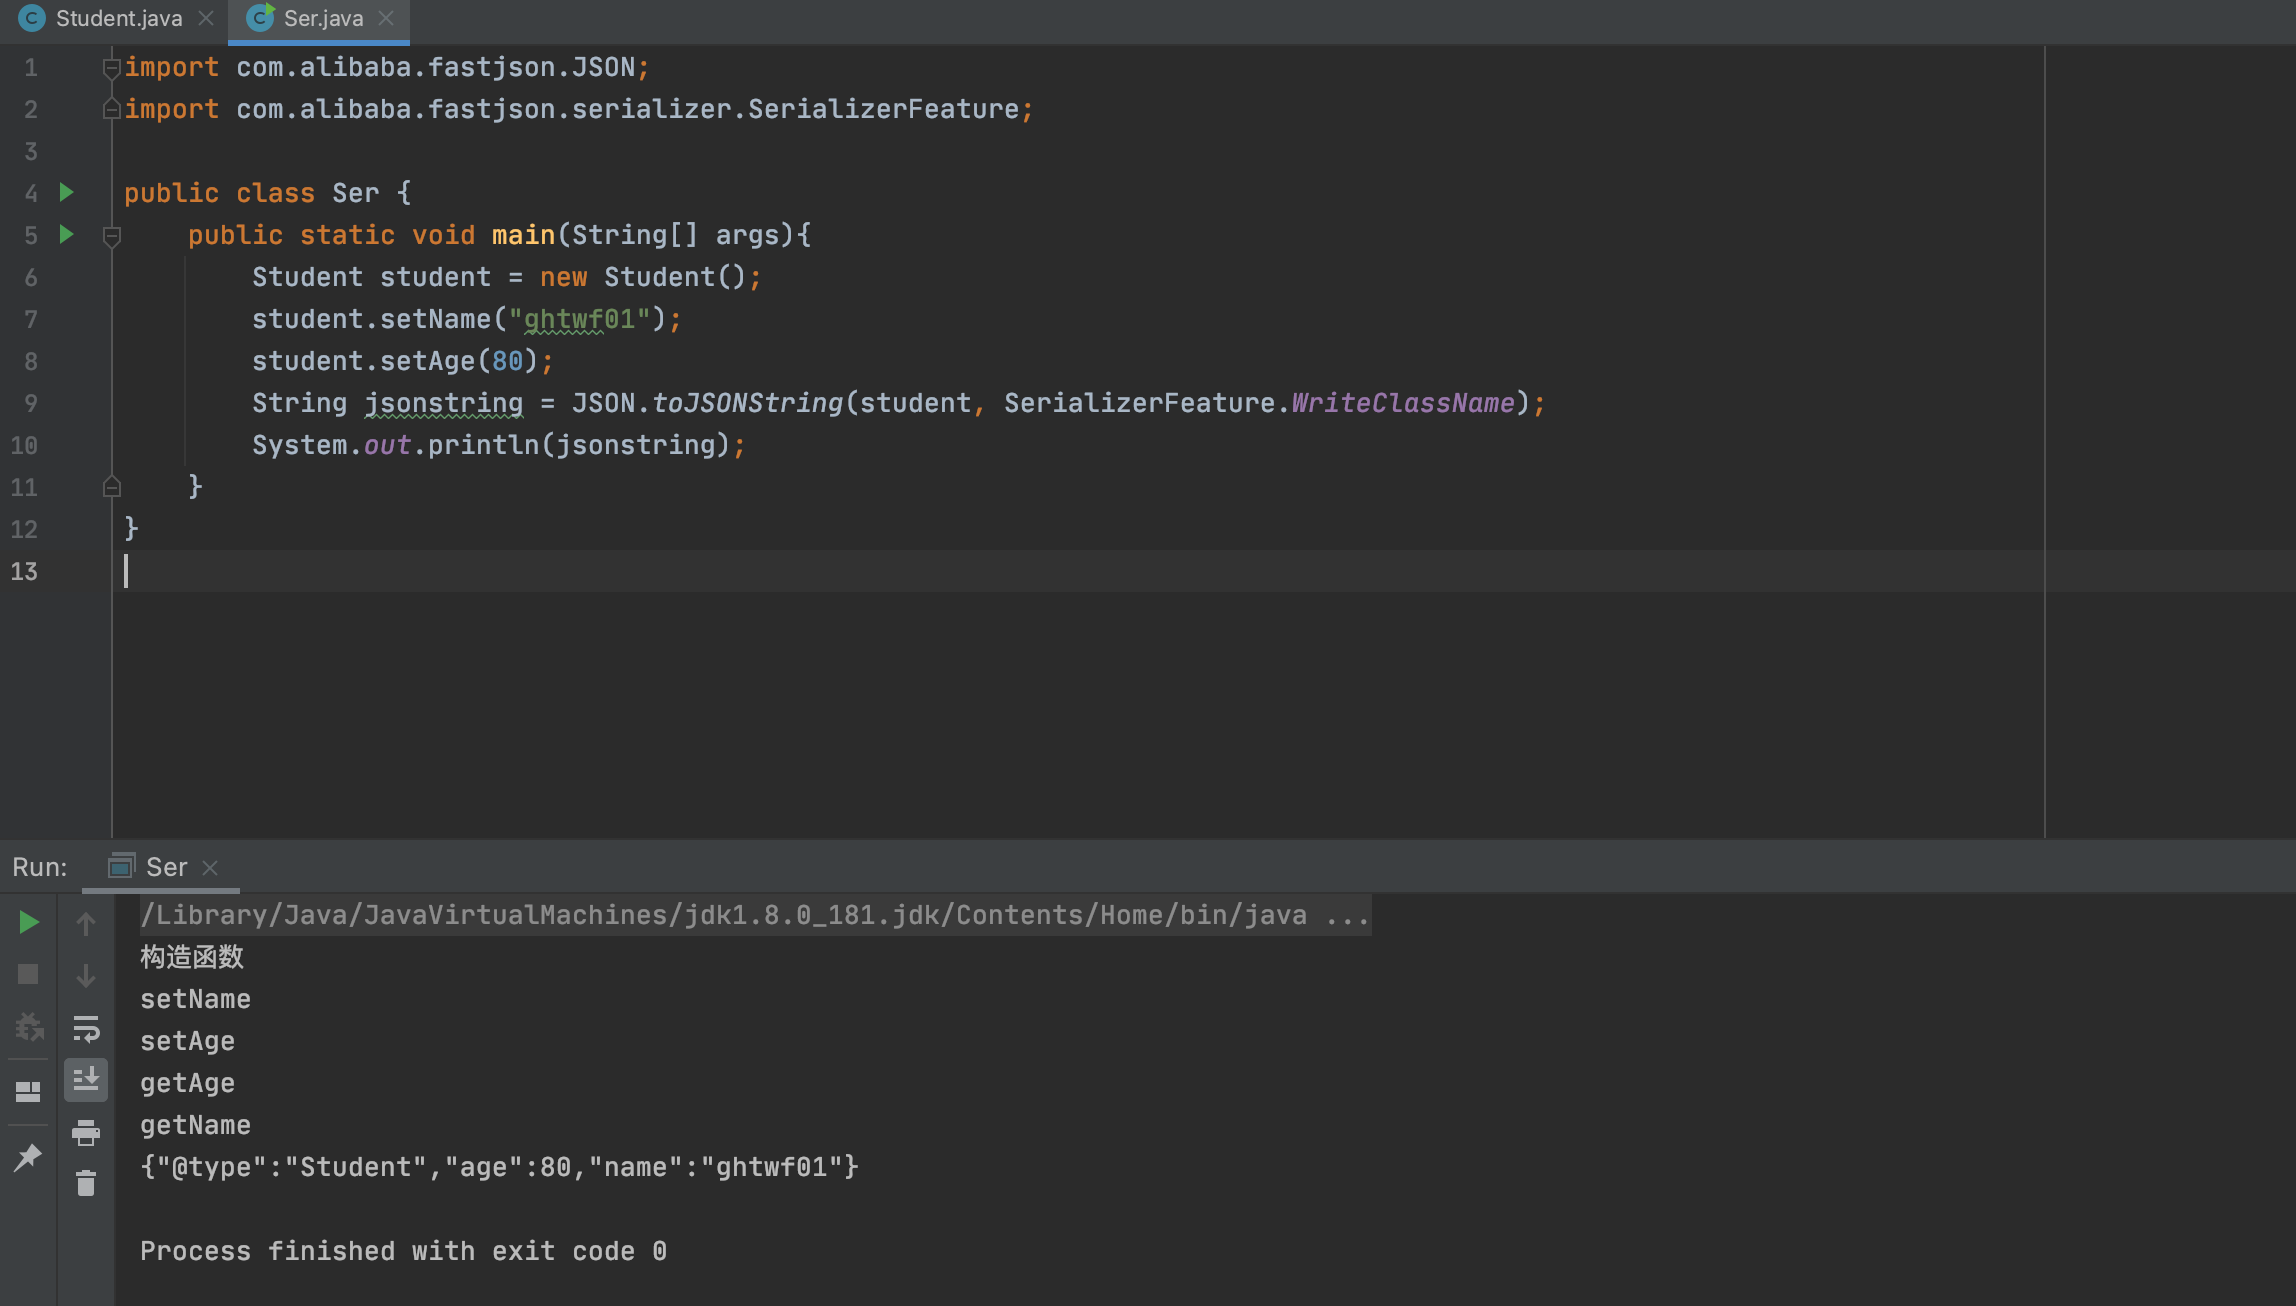 Student.java
Ser.java
1 import com.alibaba.fastjson.JSON;
2 import com.alibaba.fastjson.serializer.SerializerFeature;
3
4 public class Ser {
5 public static void main(String[] args){
6 Student student = new Student();
7 student.setName("ghtwf01");
8 student.setAge(80);
9 String jsonstring = JSON.toJSONString(student, SerializerFeature.WriteClassName);
10 System.out.println(jsonstring);
11 }
12 }
13
Run: Ser
/Library/Java/JavaVirtualMachines/jdk1.8.0_181.jdk/Contents/Home/bin/java ...
构造函数
setName
setAge
getAge
getName
{"@type":"Student","age":80,"name":"ghtwf01"}
Process finished with exit code 0